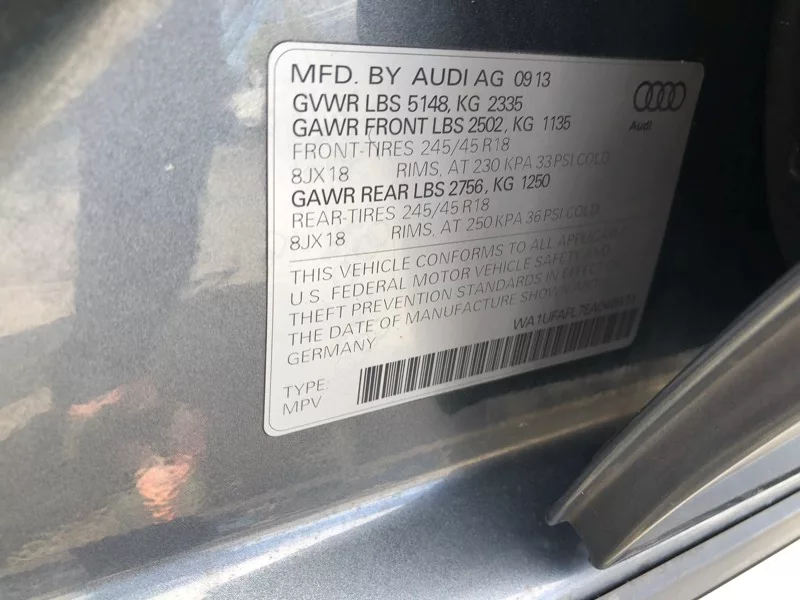 MFD. BY AUDI AG 09 13
GVWR LBS 5148, KG 2335
GAWR FRONT LBS 2502, KG 1135
FRONT-TIRES 245/45 R18
8JX18 RIMS, AT 230 KPA 33 PSI COLD
GAWR REAR LBS 2756, KG 1250
REAR-TIRES 245/45 R18
8JX18 RIMS, AT 250 KPA 36 PSI COLD
Audi
THIS VEHICLE CONFORMS TO ALL
U.S. FEDERAL MOTOR VEHICLE SAFETY AND
THEFT PREVENTION STANDARDS IN EFFECT
THE DATE OF MANUFACTURE SHOWN
GERMANY
TYPE:
MPV